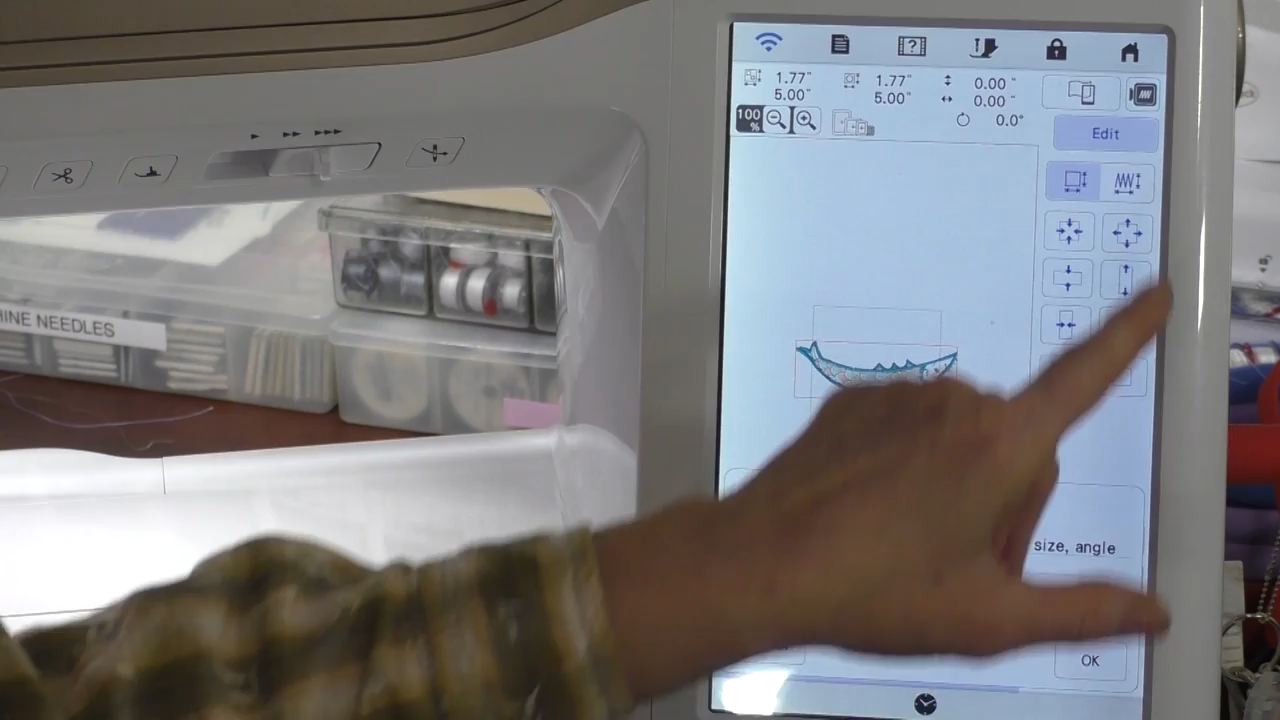 1.77"
5.00"
1.77"
5.00"
0.00"
0.00"
0.0°
100
%
Edit
INE NEEDLES
size, angle
OK